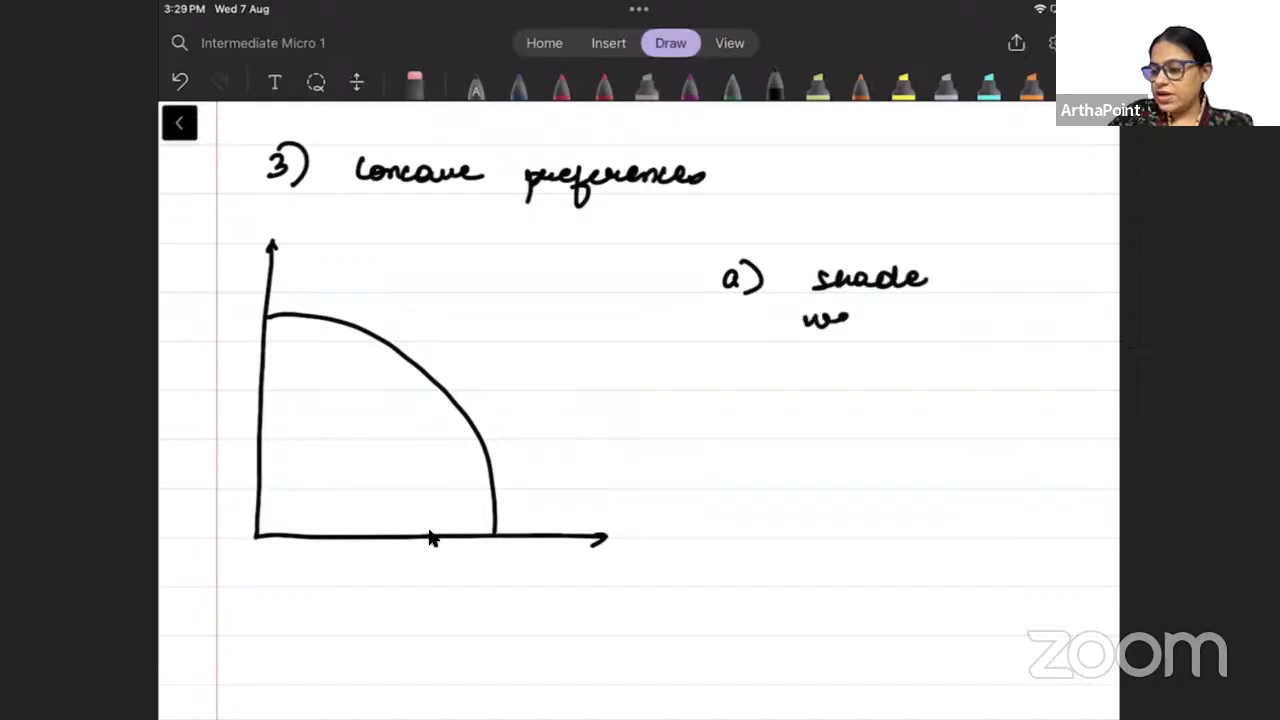 3:29 PM Wed 7 Aug
Intermediate Micro 1
Home Insert Draw View
ArthaPoint
3) Concave preferences
a) shade
we
zoom